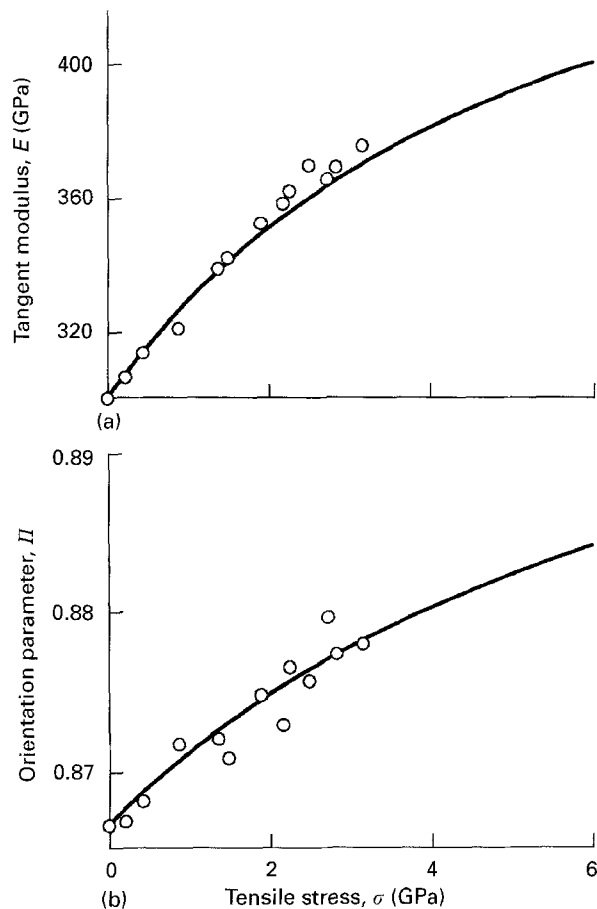 400
360
320
Tangent modulus, E (GPa)
(a)
0.89
0.88
0.87
Orientation parameter, Π
0 2 4 6
(b) Tensile stress, σ (GPa)